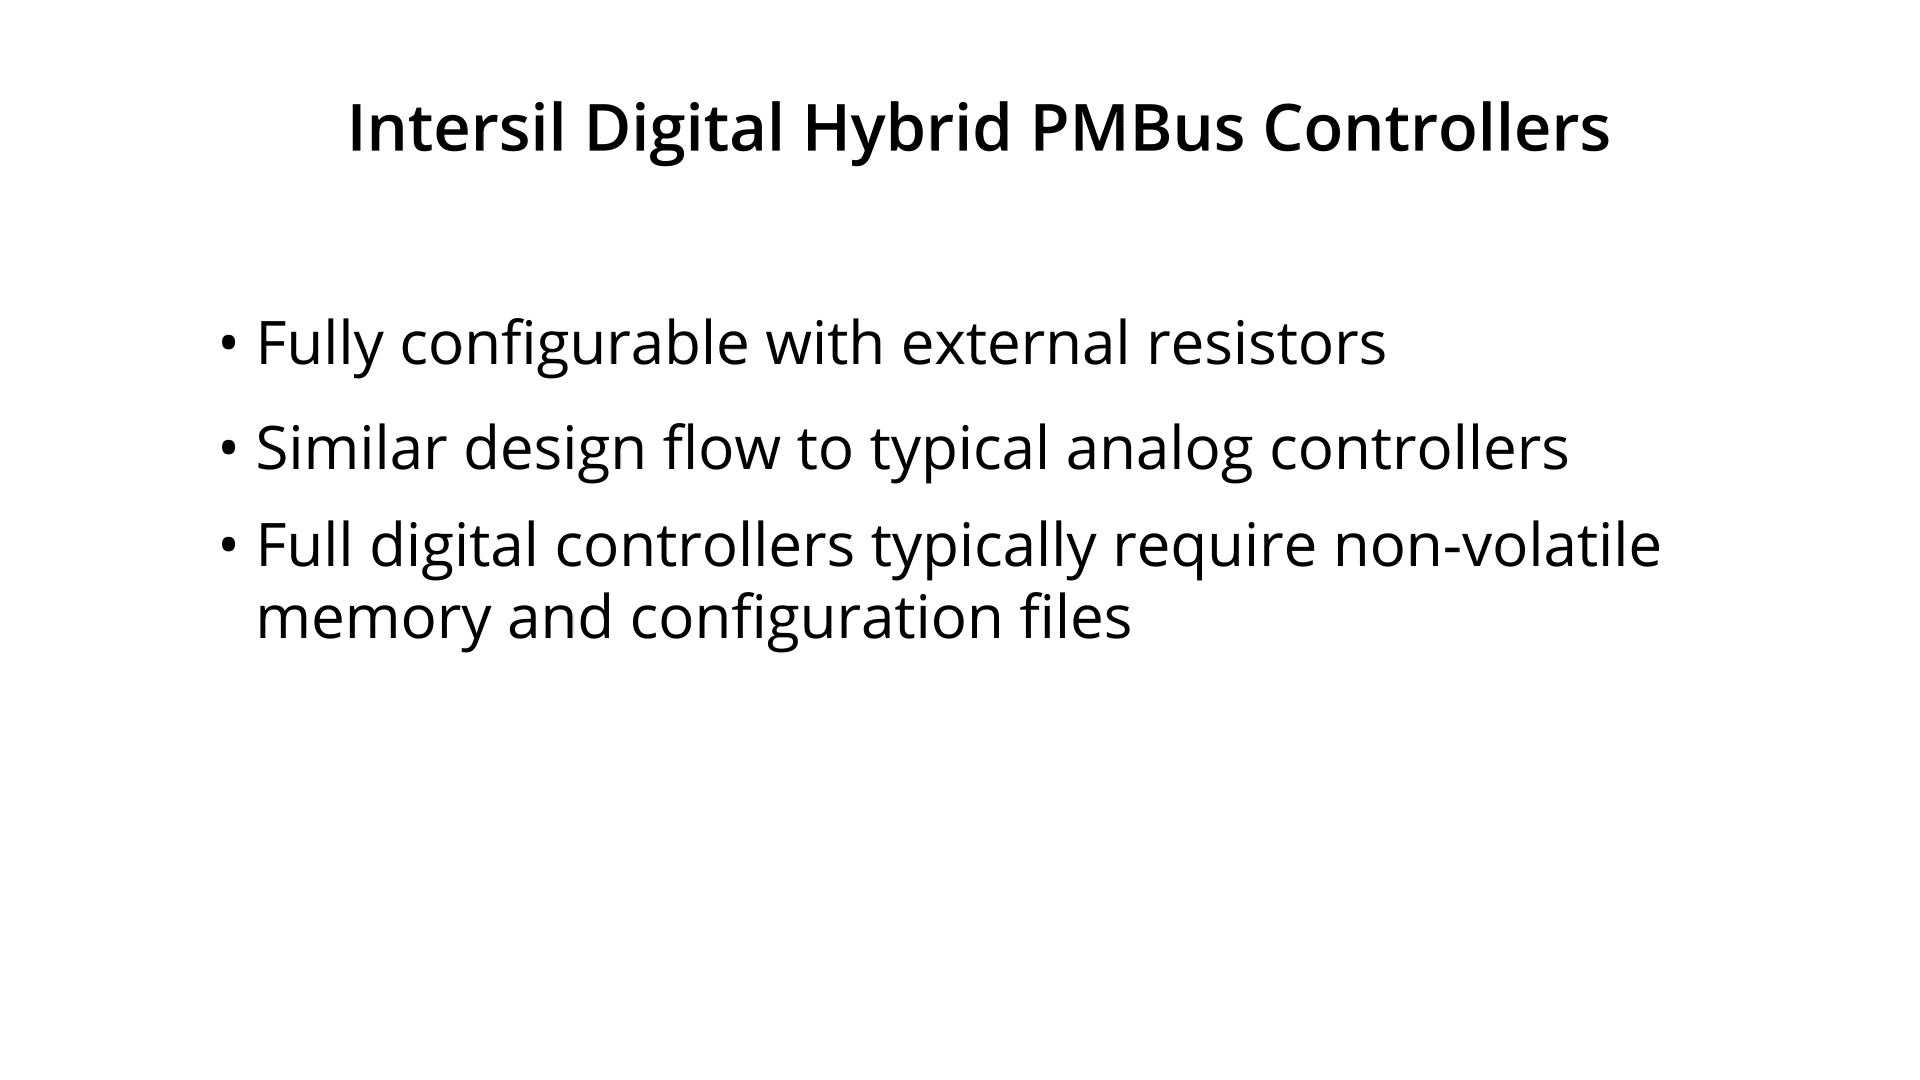 Intersil Digital Hybrid PMBus Controllers
• Fully configurable with external resistors
• Similar design flow to typical analog controllers
• Full digital controllers typically require non-volatile
memory and configuration files